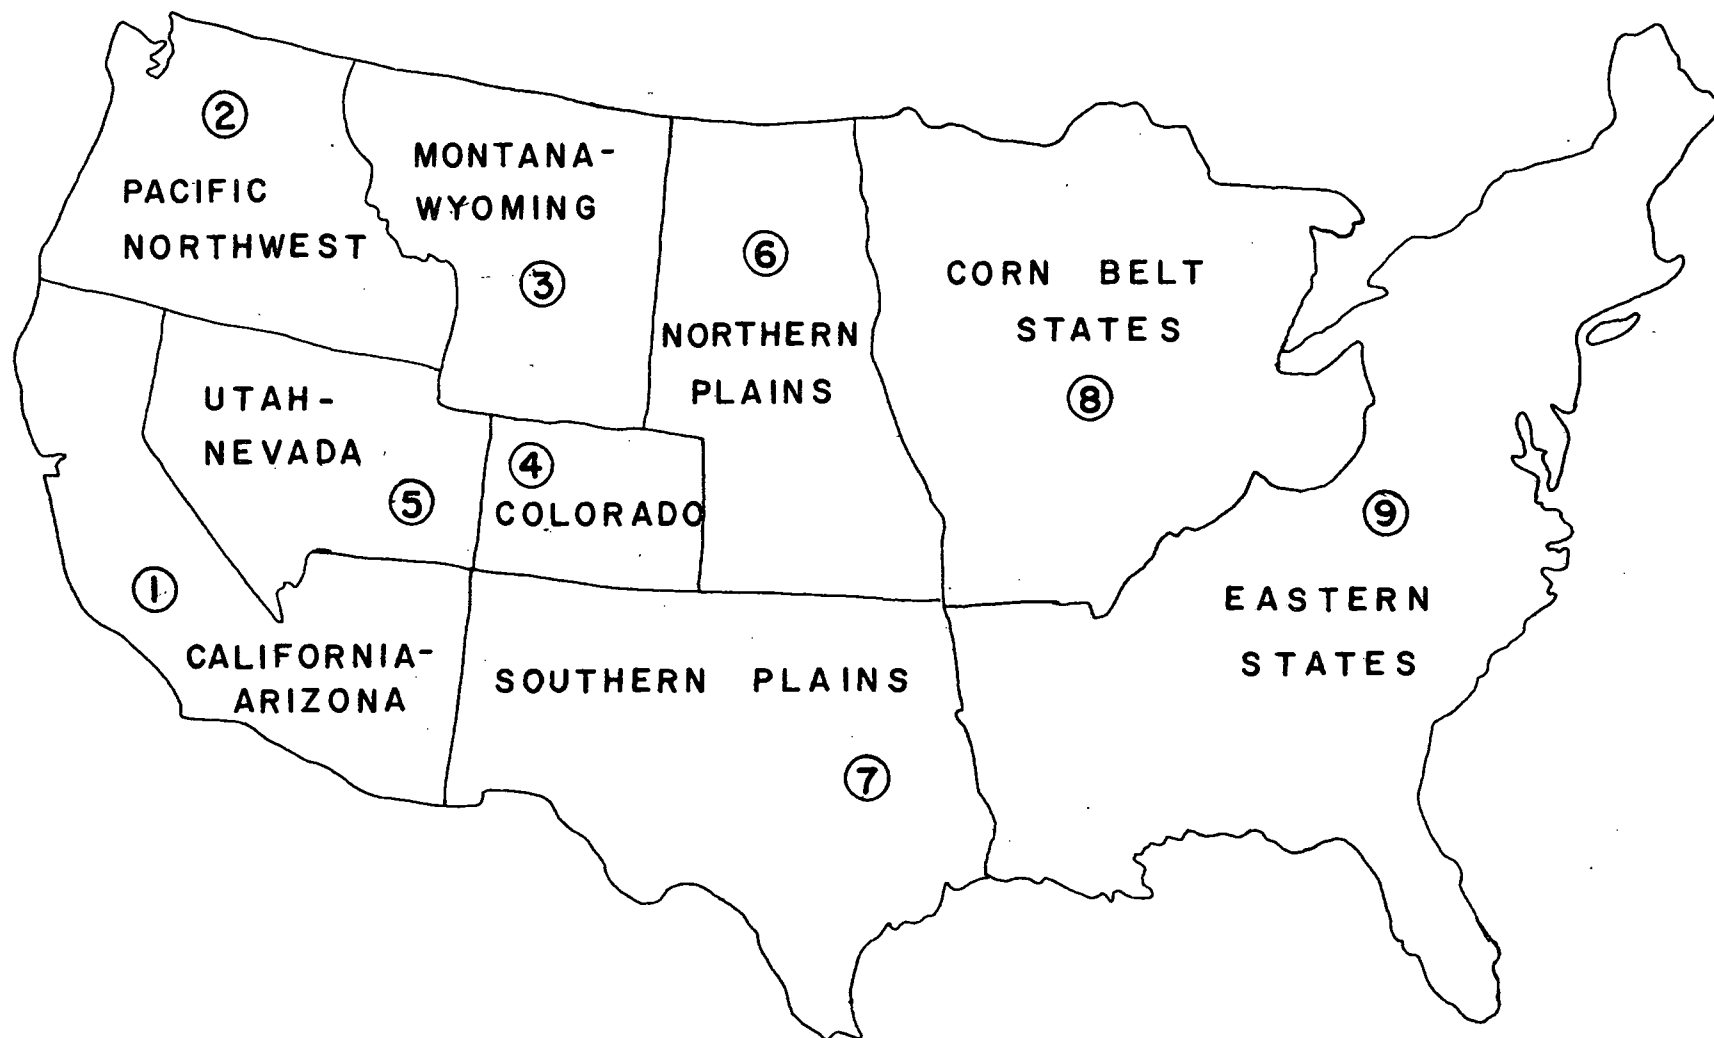 ①
CALIFORNIA-
ARIZONA
②
PACIFIC
NORTHWEST
MONTANA-
WYOMING
③
④
COLORADO
UTAH-
NEVADA
⑤
⑥
NORTHERN
PLAINS
SOUTHERN PLAINS
⑦
CORN BELT
STATES
⑧
⑨
EASTERN
STATES